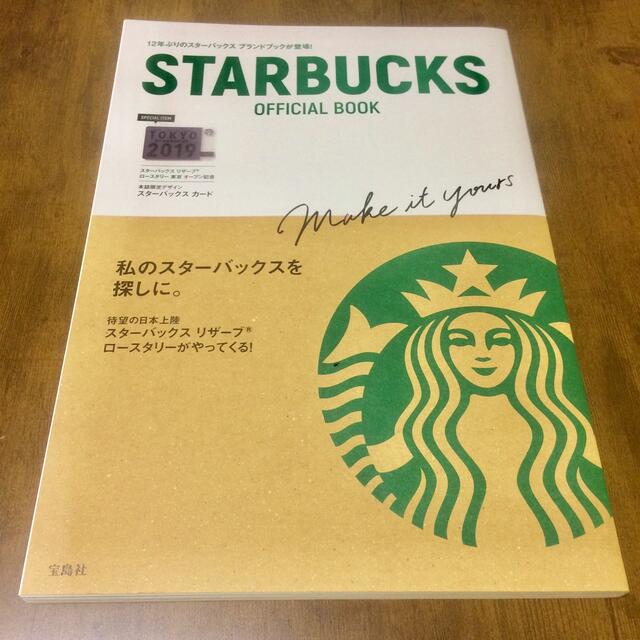 12年ぶりのスターバックス ブランドブックが登場!
STARBUCKS
OFFICIAL BOOK
SPECIAL ITEM
TOKYO
2019
スターバックス リザーブ®
ロースタリー 東京 オープン記念
本誌限定デザイン
スターバックス カード
Make it yours
私のスターバックスを
探しに。
待望の日本上陸
スターバックス リザーブ®
ロースタリーがやってくる!
宝島社